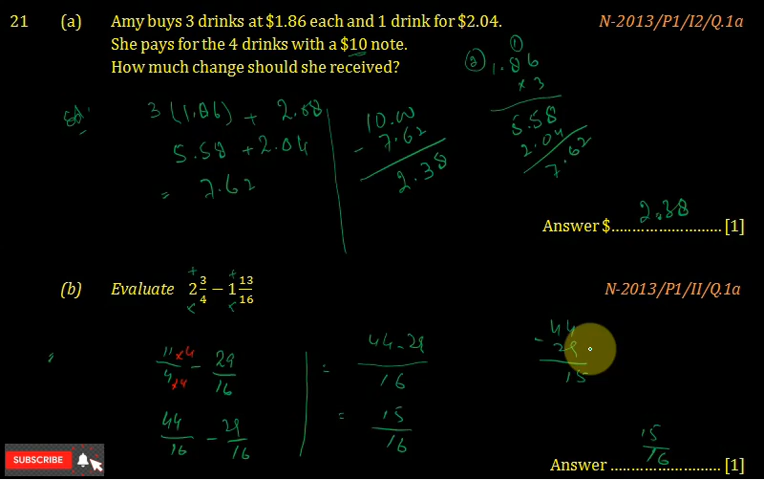 21 (a) Amy buys 3 drinks at $1.86 each and 1 drink for $2.04. N-2013/P1/I2/Q.1a
She pays for the 4 drinks with a $10 note.
How much change should she received?
Sol:
3 (1.86) + 2.08
5.58 + 2.04
= 7.62
10.00
- 7.62
2.38
② ①
1.86
× 3
5.58
2.04
7.62
2.38
Answer $.......................... [1]
(b) Evaluate 2 3/4 − 1 13/16 N-2013/P1/II/Q.1a
+ +
× ×
11 ×4 / 4 ×4 - 29/16
44/16 - 29/16
= 44-29/16
= 15/16
- 44
29
15
15/16
Answer .......................... [1]
SUBSCRIBE